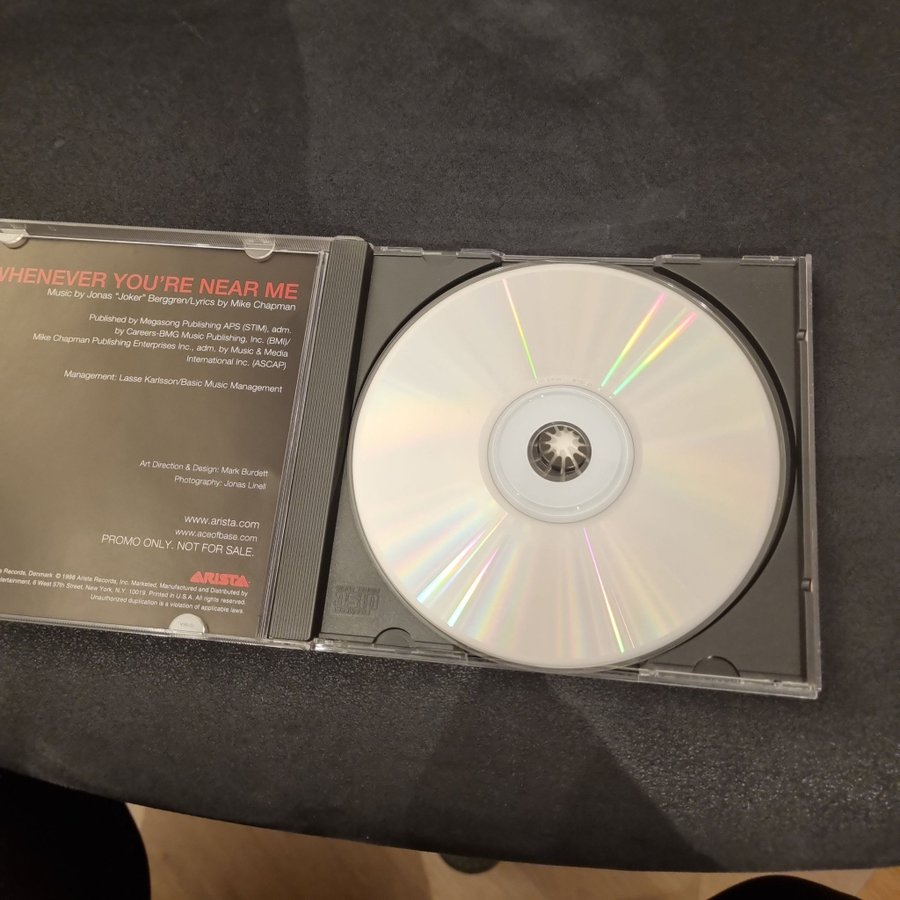 WHENEVER YOU'RE NEAR ME
Music by Jonas "Joker" Berggren/Lyrics by Mike Chapman
Published by Megasong Publishing APS (STIM), adm.
by Careers-BMG Music Publishing, Inc. (BMI)/
Mike Chapman Publishing Enterprises Inc., adm. by Music & Media
International Inc. (ASCAP)
Management: Lasse Karlsson/Basic Music Management
Art Direction & Design: Mark Burdett
Photography: Jonas Linell
www.arista.com
www.aceofbase.com
PROMO ONLY. NOT FOR SALE.
ARISTA
Denmark © 1998 Arista Records, Inc. Marketed, Manufactured and Distributed by
6 West 57th Street, New York, N.Y. 10019. Printed in U.S.A. All rights reserved.
Unauthorized duplication is a violation of applicable laws.